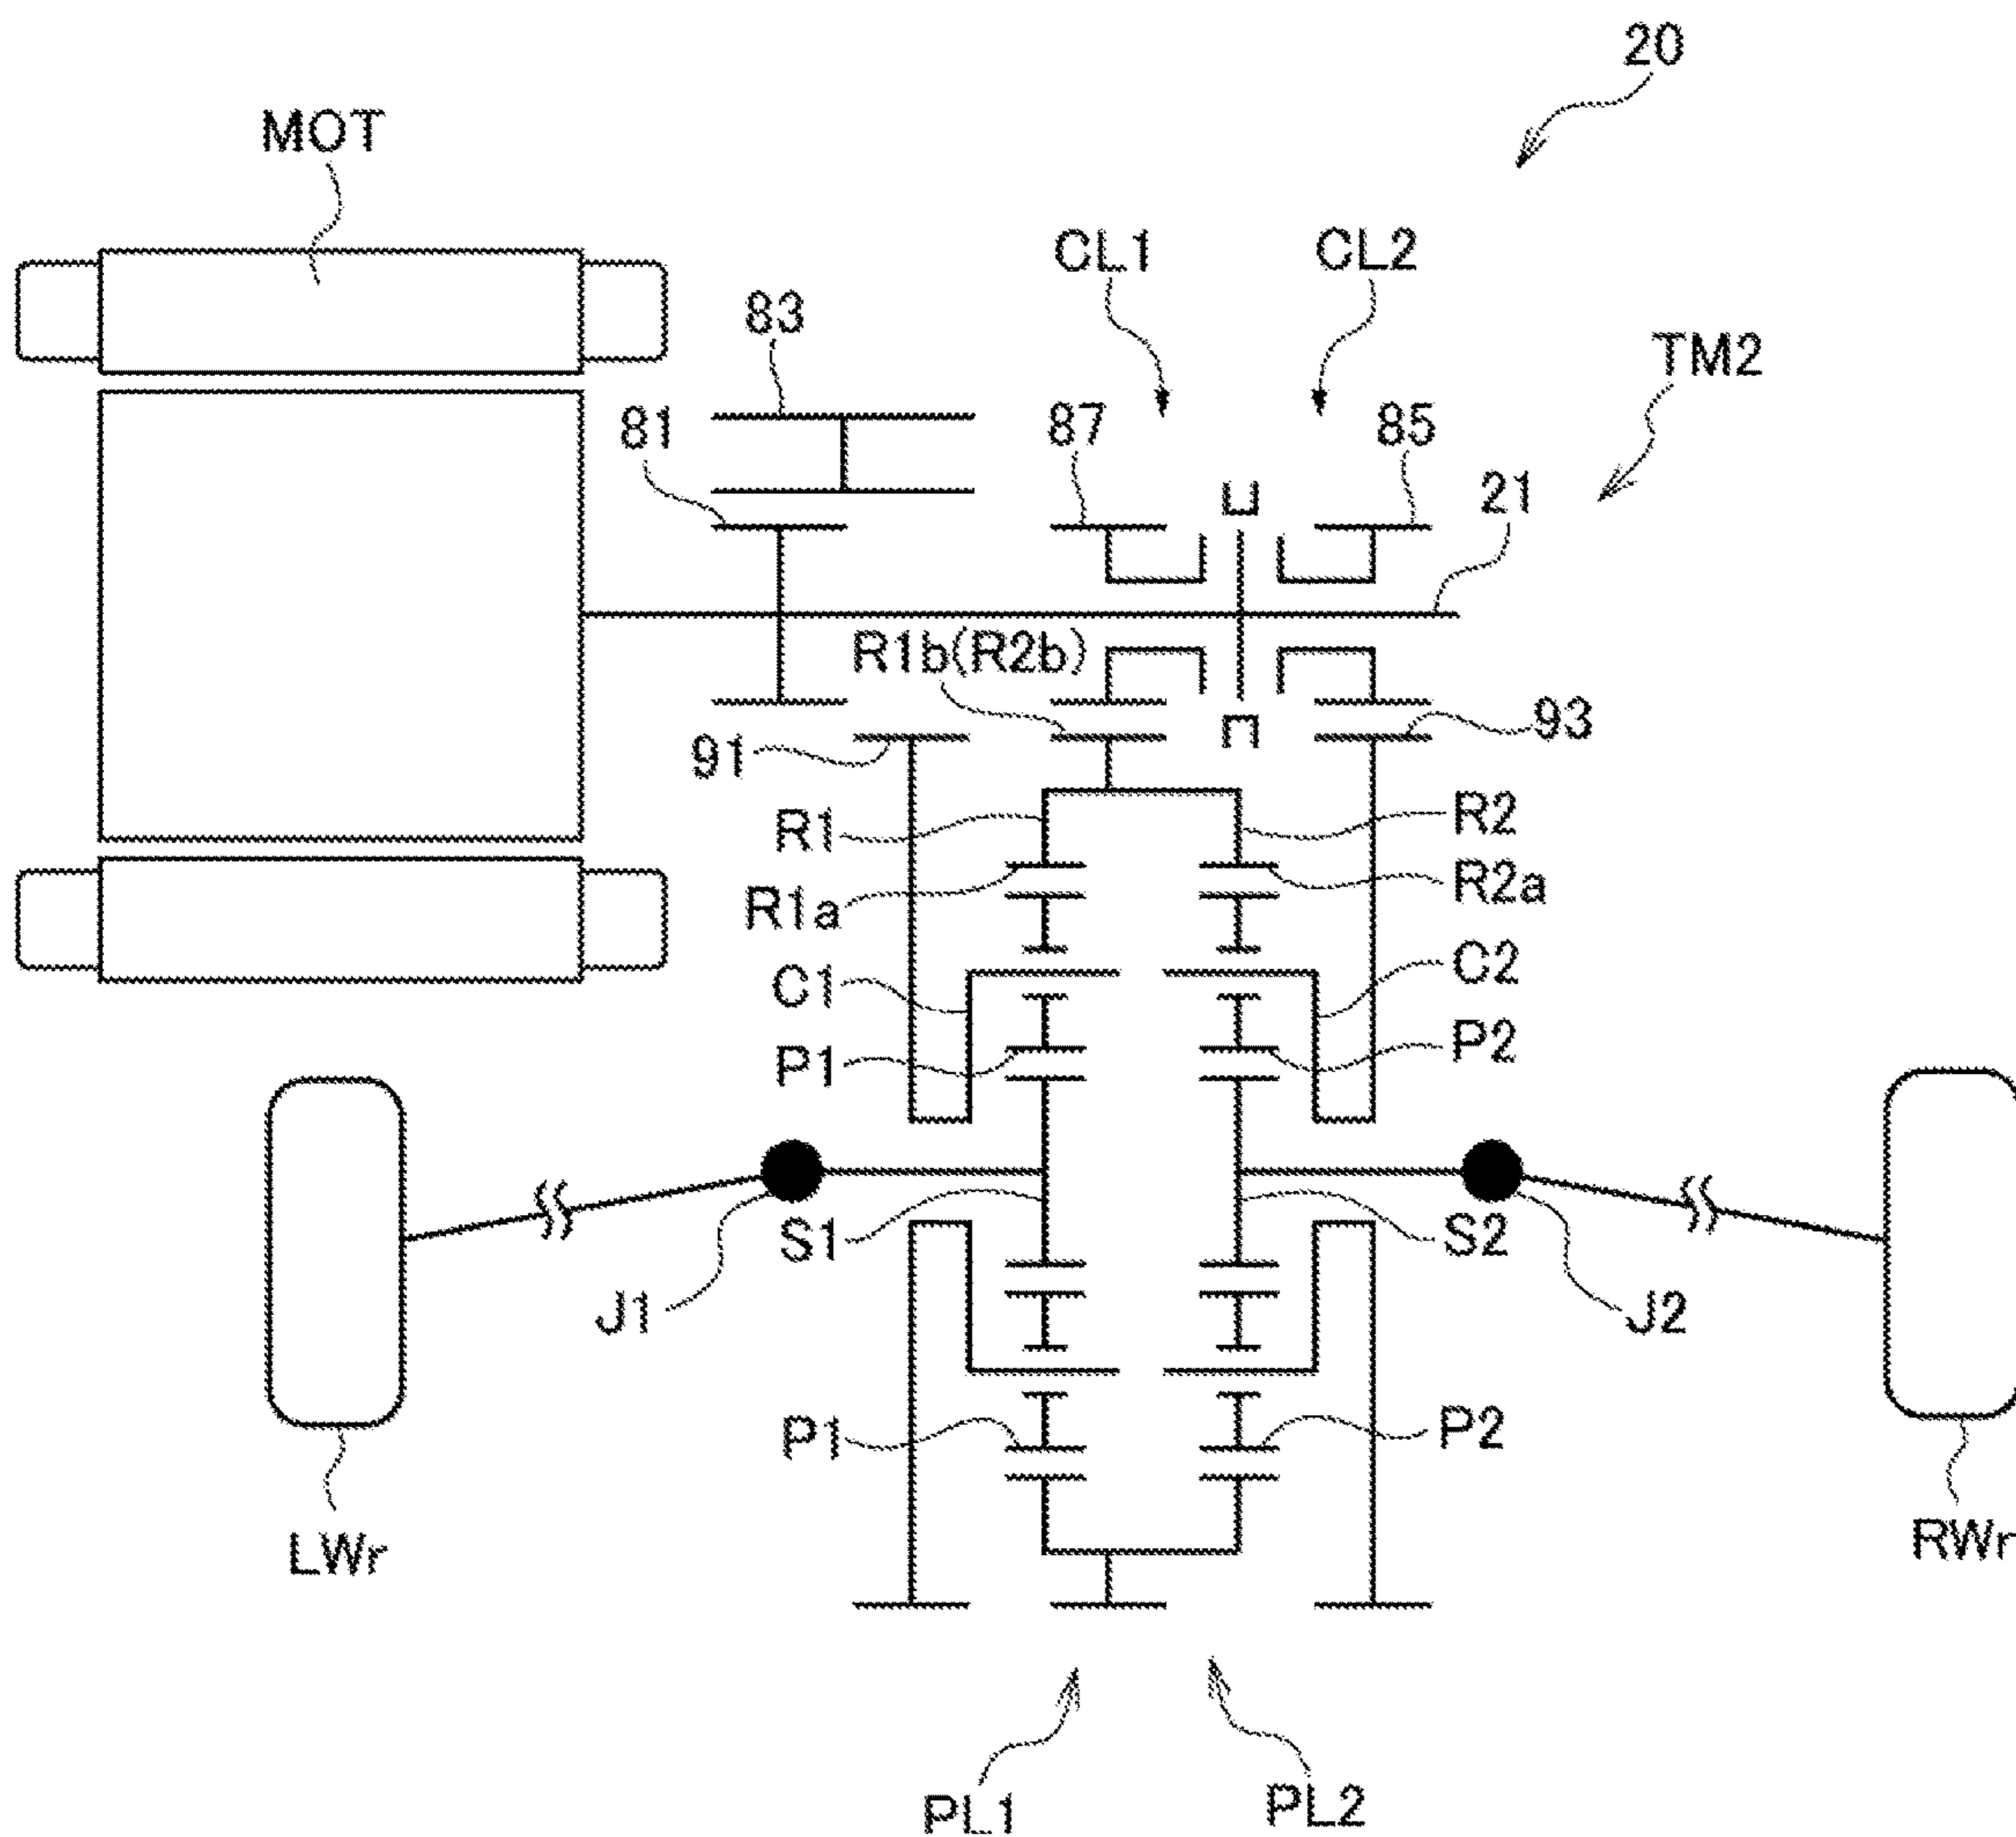 20
MOT
CL1
CL2
83
TM2
81
87
85
21
R1b(R2b)
91
93
R1
R2
R1a
R2a
C1
C2
P1
P2
S1
S2
J1
J2
P1
P2
LWr
RWr
PL1
PL2